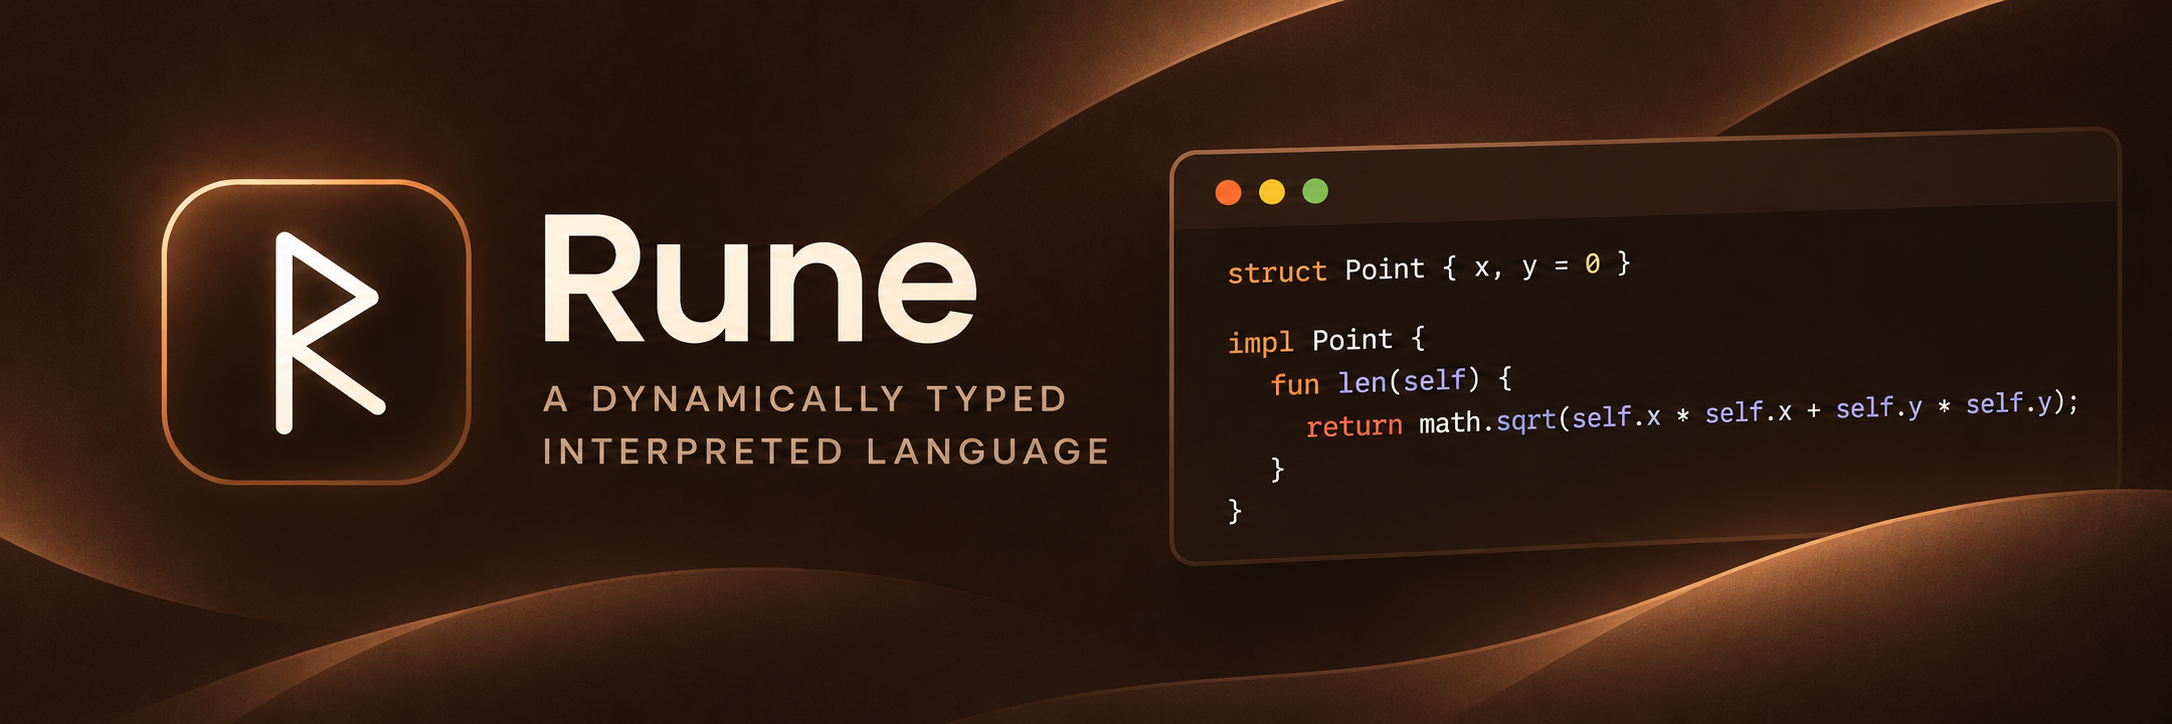 Rune
A DYNAMICALLY TYPED
INTERPRETED LANGUAGE
struct Point { x, y = 0 }
impl Point {
fun len(self) {
return math.sqrt(self.x * self.x + self.y * self.y);
}
}